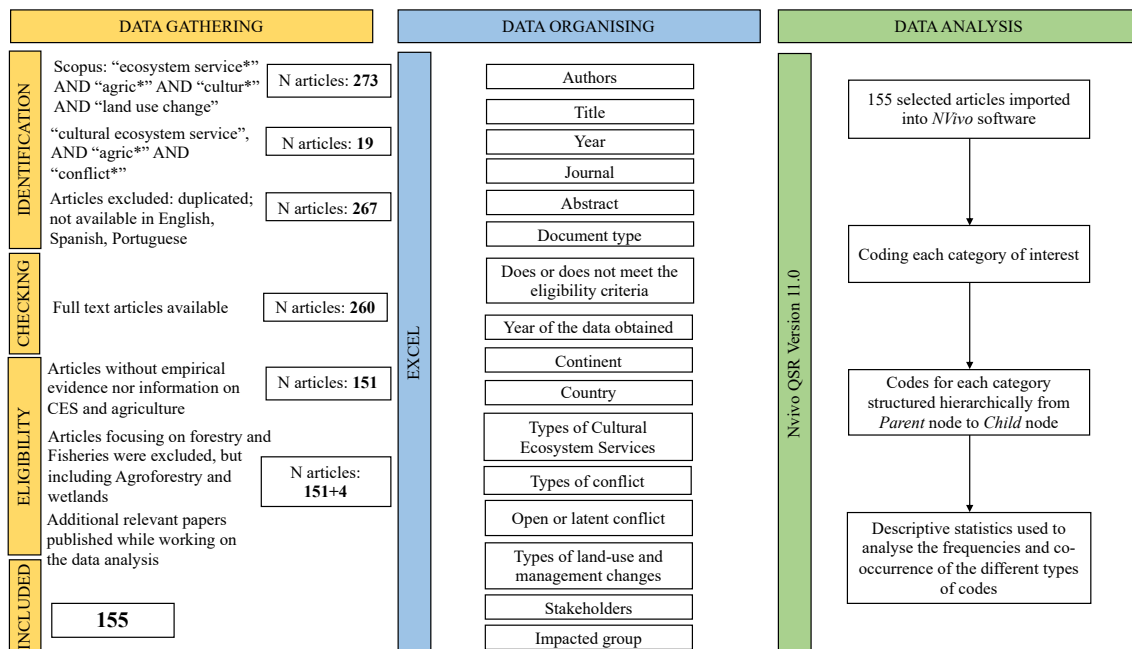 DATA GATHERING
IDENTIFICATION
Scopus: “ecosystem service*”
AND “agric*” AND “cultur*”
AND “land use change”
N articles: 273
“cultural ecosystem service”,
AND “agric*” AND
“conflict*”
N articles: 19
Articles excluded: duplicated;
not available in English,
Spanish, Portuguese
N articles: 267
CHECKING
Full text articles available
N articles: 260
ELIGIBILITY
Articles without empirical
evidence nor information on
CES and agriculture
N articles: 151
Articles focusing on forestry and
Fisheries were excluded, but
including Agroforestry and
wetlands
N articles:
151+4
Additional relevant papers
published while working on
the data analysis
INCLUDED
155
DATA ORGANISING
EXCEL
Authors
Title
Year
Journal
Abstract
Document type
Does or does not meet the
eligibility criteria
Year of the data obtained
Continent
Country
Types of Cultural
Ecosystem Services
Types of conflict
Open or latent conflict
Types of land-use and
management changes
Stakeholders
Impacted group
DATA ANALYSIS
Nvivo QSR Version 11.0
155 selected articles imported
into NVivo software
Coding each category of interest
Codes for each category
structured hierarchically from
Parent node to Child node
Descriptive statistics used to
analyse the frequencies and co-
occurrence of the different types
of codes